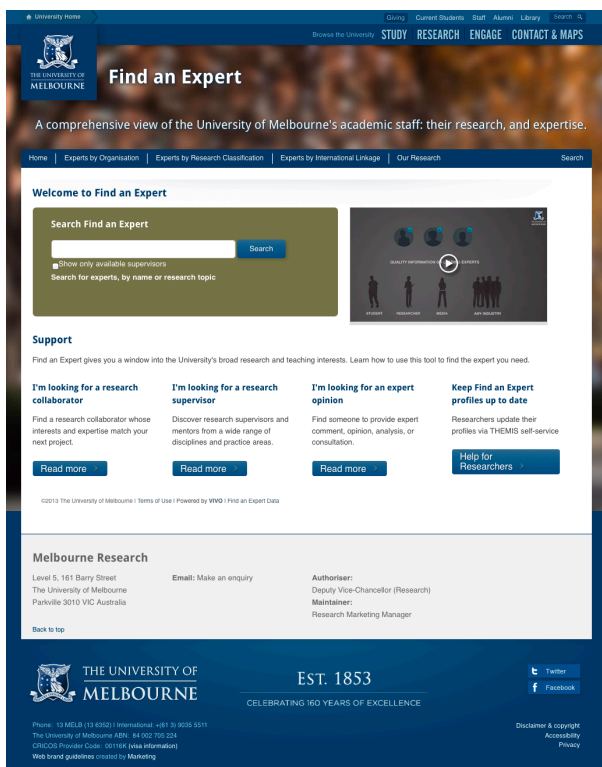 University Home
Giving Current Students Staff Alumni Library Search
Browse the University STUDY RESEARCH ENGAGE CONTACT & MAPS
THE UNIVERSITY OF
MELBOURNE
Find an Expert
A comprehensive view of the University of Melbourne's academic staff: their research, and expertise.
Home Experts by Organisation Experts by Research Classification Experts by International Linkage Our Research Search
Welcome to Find an Expert
Search Find an Expert
Search
Show only available supervisors
Search for experts, by name or research topic
QUALITY INFORMATION EXPERTS
STUDENT RESEARCHER MEDIA ANY INDUSTRY
Support
Find an Expert gives you a window into the University's broad research and teaching interests. Learn how to use this tool to find the expert you need.
I'm looking for a research
collaborator
Find a research collaborator whose
interests and expertise match your
next project.
Read more
I'm looking for a research
supervisor
Discover research supervisors and
mentors from a wide range of
disciplines and practice areas.
Read more
I'm looking for an expert
opinion
Find someone to provide expert
comment, opinion, analysis, or
consultation.
Read more
Keep Find an Expert
profiles up to date
Researchers update their
profiles via THEMIS self-service
Help for
Researchers
©2013 The University of Melbourne | Terms of Use | Powered by VIVO | Find an Expert Data
Melbourne Research
Level 5, 161 Barry Street
The University of Melbourne
Parkville 3010 VIC Australia
Email: Make an enquiry
Authoriser:
Deputy Vice-Chancellor (Research)
Maintainer:
Research Marketing Manager
Back to top
THE UNIVERSITY OF
MELBOURNE
EST. 1853
CELEBRATING 160 YEARS OF EXCELLENCE
Twitter
Facebook
Phone: 13 MELB (13 6352) | International: +(61 3) 9035 5511
The University of Melbourne ABN: 84 002 705 224
CRICOS Provider Code: 00116K (visa information)
Web brand guidelines created by Marketing
Disclaimer & copyright
Accessibility
Privacy